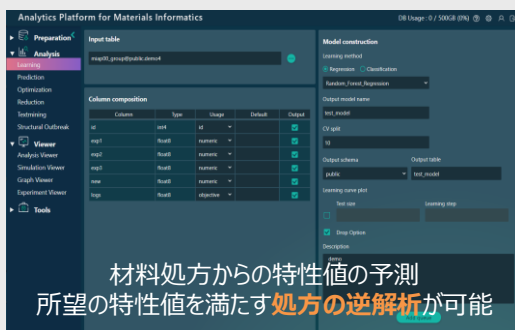 Analytics Platform for Materials Informatics
DB Usage : 0 / 500GB (0%)
Preparation
Analysis
Learning
Prediction
Optimization
Reduction
Textmining
Structural Outbreak
Viewer
Analysis Viewer
Simulation Viewer
Graph Viewer
Experiment Viewer
Tools
Input table
Column composition
Column Type Usage Default Output
id int4 id
exp1 float8 numeric
exp2 float8 numeric
exp3 float8 numeric
new float8 numeric
float8 objective
Model construction
Learning method
Regression Classification
Random_Forest_Regression
Output model name
test_model
CV split
10
Output schema Output table
public test_model
Learning curve plot
Test size Learning step
Drop Option
Description
demo
材料処方からの特性値の予測
所望の特性値を満たす処方の逆解析が可能